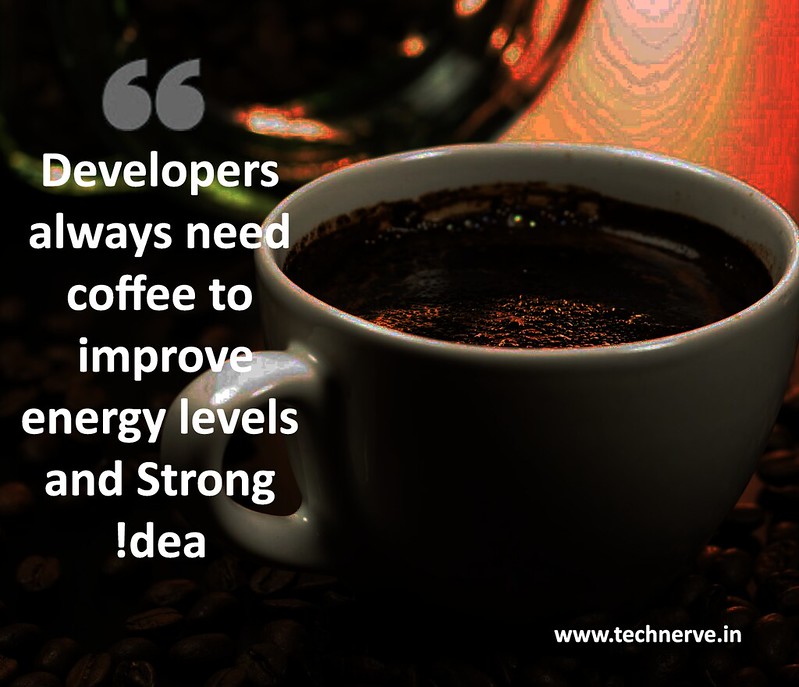 ❝
Developers
always need
coffee to
improve
energy levels
and Strong
!dea
www.technerve.in